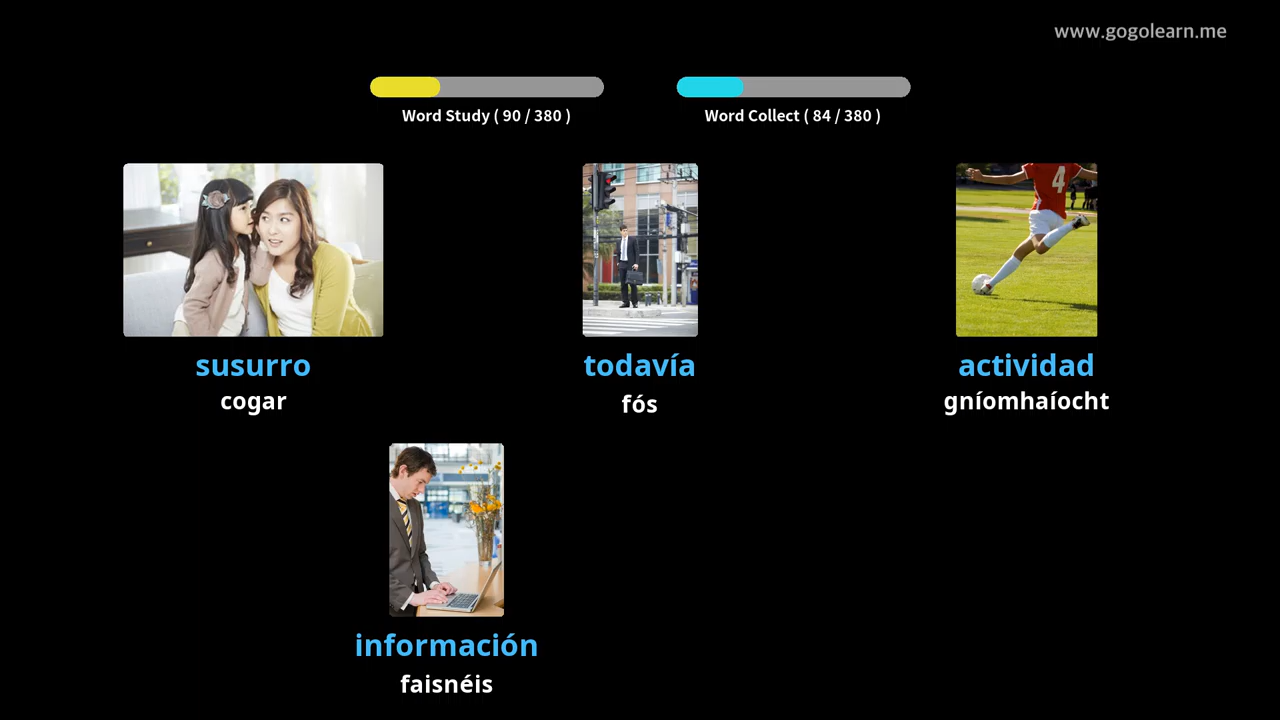 www.gogolearn.me
Word Study ( 90 / 380 )
Word Collect ( 84 / 380 )
susurro
cogar
todavía
fós
actividad
gníomhaíocht
información
faisnéis